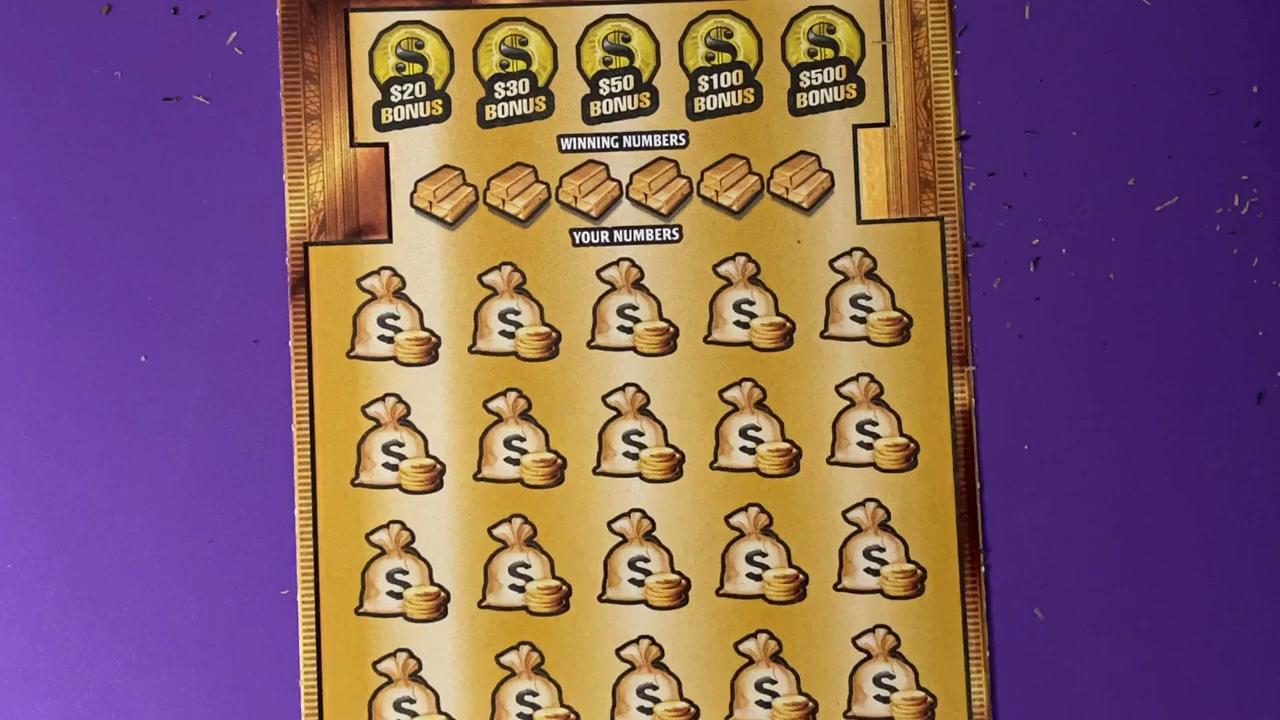 $20 BONUS
$30 BONUS
$50 BONUS
$100 BONUS
$500 BONUS
WINNING NUMBERS
YOUR NUMBERS
$ $ $ $ $
$ $ $ $ $
$ $ $ $ $
$ $ $ $ $